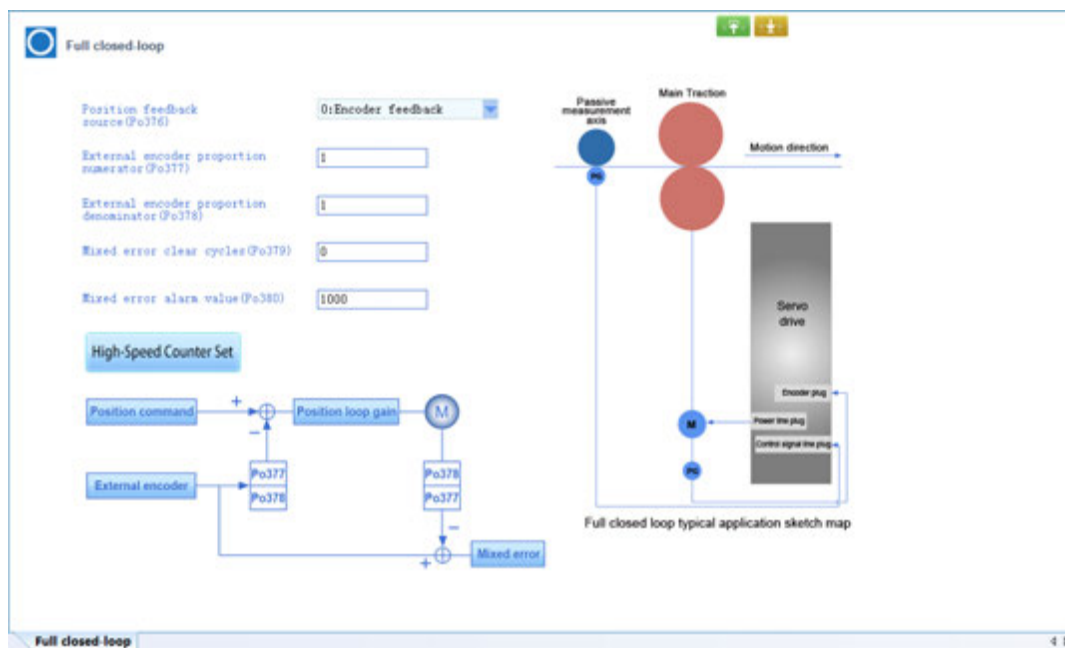 Full closed-loop
Position feedback
source(Po376)
0:Encoder feedback
External encoder proportion
numerator(Po377)
1
External encoder proportion
denominator(Po378)
1
Mixed error clear cycles(Po379)
0
Mixed error alarm value(Po380)
1000
High-Speed Counter Set
Position command
+
−
Position loop gain
M
External encoder
Po377
Po378
Po378
Po377
−
+
Mixed error
Passive
measurement
axis
Main Traction
Motion direction
PG
Servo
drive
Encoder plug
Power line plug
Control signal line plug
M
PG
Full closed loop typical application sketch map
Full closed-loop